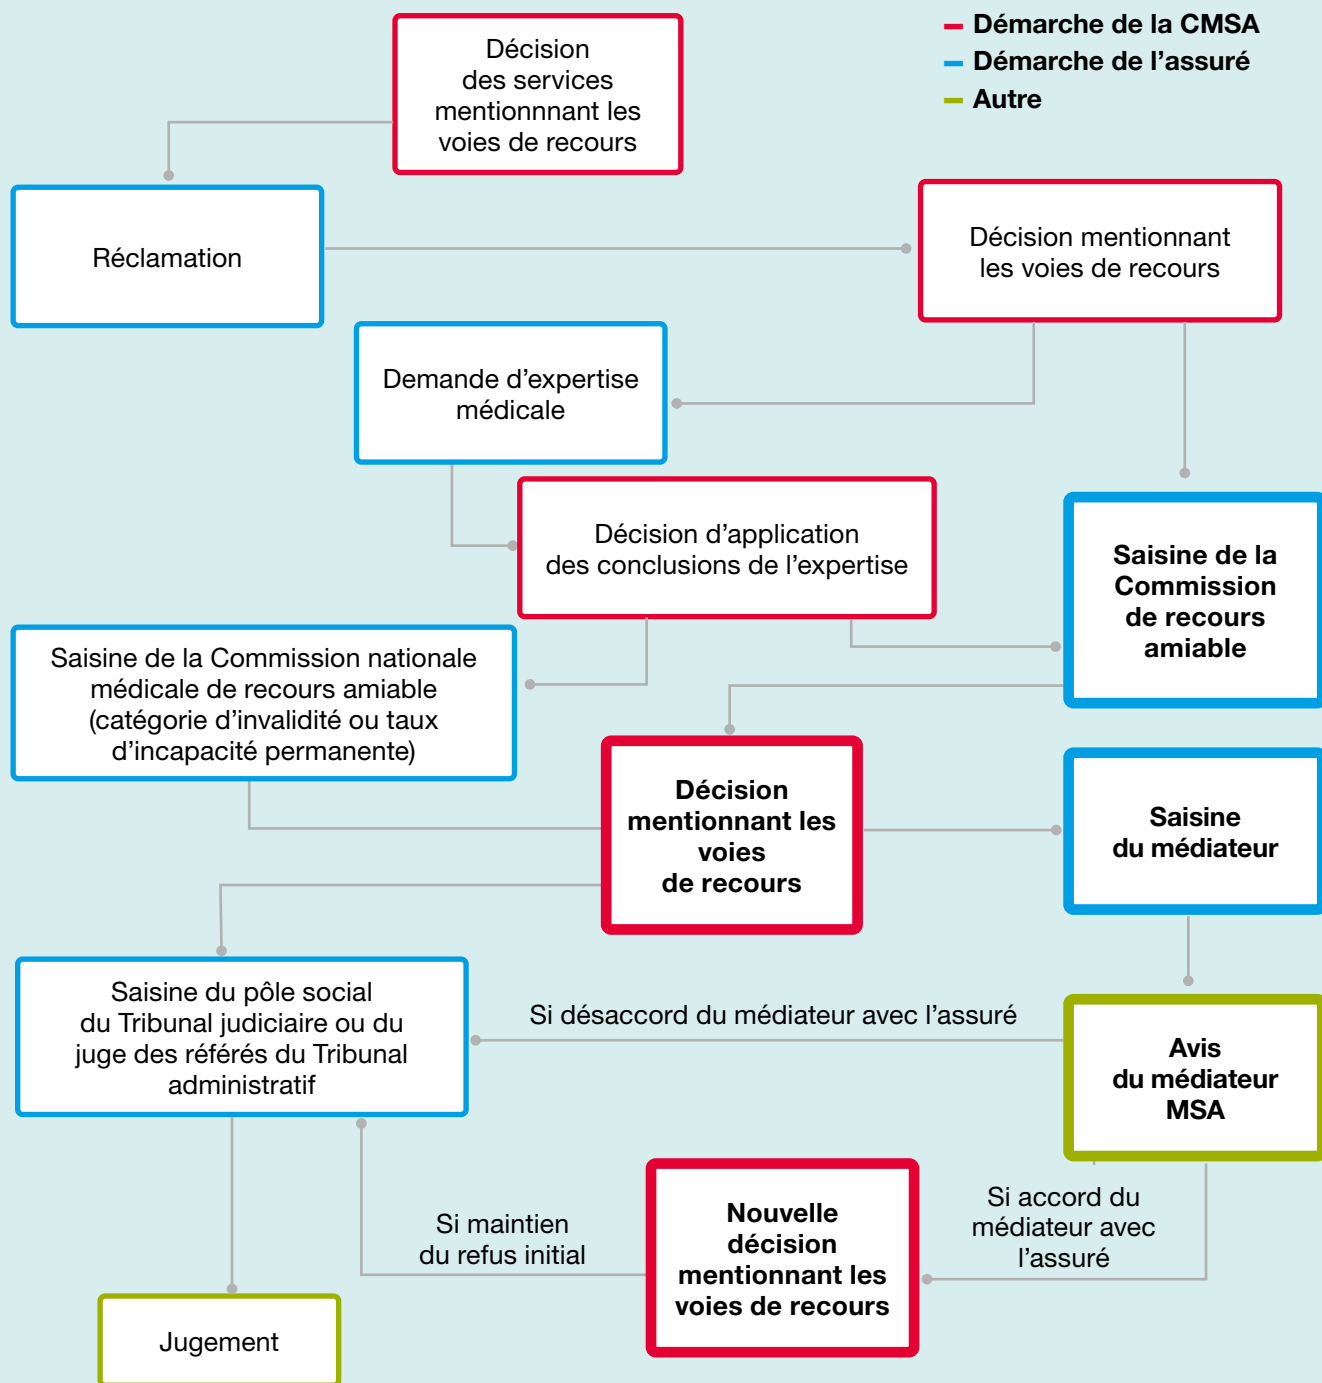 Démarche de la CMSA
Démarche de l'assuré
Autre
Décision
des services
mentionnnant les
voies de recours
Réclamation
Décision mentionnant
les voies de recours
Demande d'expertise
médicale
Décision d'application
des conclusions de l'expertise
Saisine de la
Commission
de recours
amiable
Saisine de la Commission nationale
médicale de recours amiable
(catégorie d'invalidité ou taux
d'incapacité permanente)
Décision
mentionnant les
voies
de recours
Saisine
du médiateur
Saisine du pôle social
du Tribunal judiciaire ou du
juge des référés du Tribunal
administratif
Si désaccord du médiateur avec l'assuré
Avis
du médiateur
MSA
Si maintien
du refus initial
Nouvelle
décision
mentionnant les
voies de recours
Si accord du
médiateur avec
l'assuré
Jugement